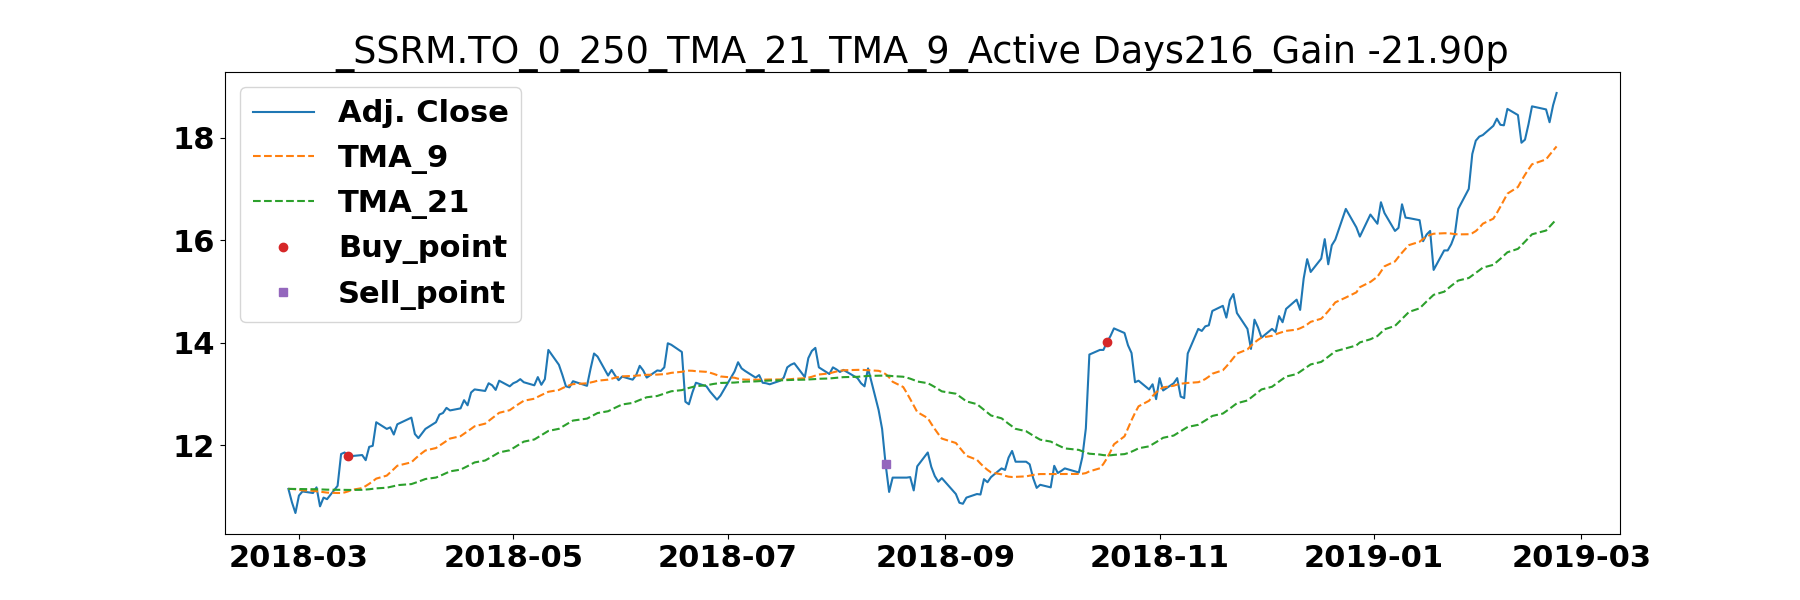 _SSRM.TO_0_250_TMA_21_TMA_9_Active Days216_Gain -21.90p
Adj. Close
TMA_9
TMA_21
Buy_point
Sell_point
18
16
14
12
2018-03 2018-05 2018-07 2018-09 2018-11 2019-01 2019-03